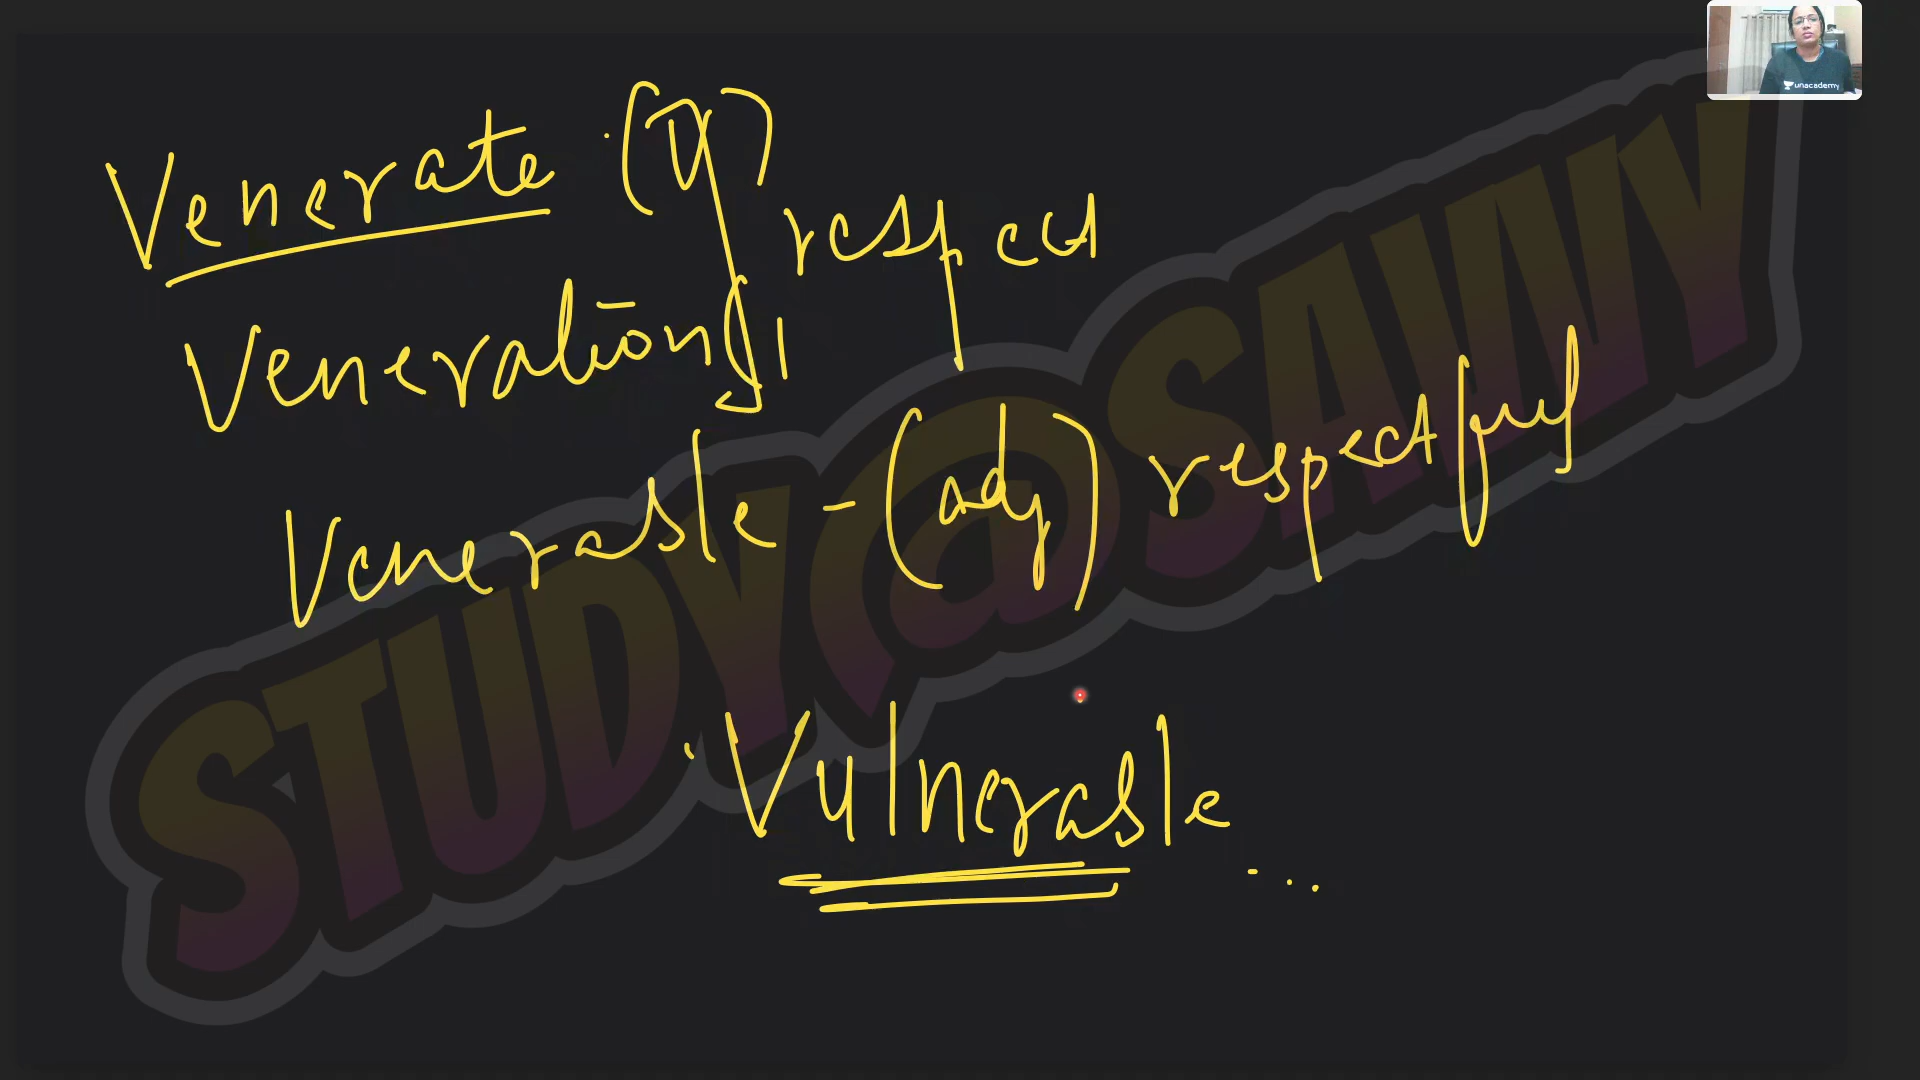 Venerate (V)
respect
Veneration
Venerable - (adj) respectful
Vulnerable ...
STUDY@SAVVY
unacademy